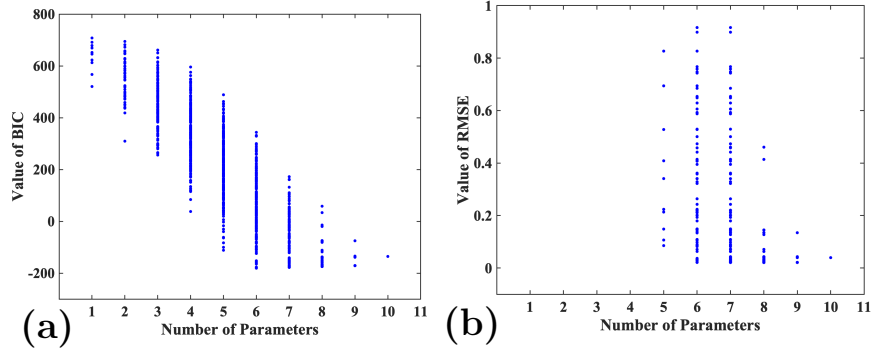 800
600
400
200
0
-200
Value of BIC
1 2 3 4 5 6 7 8 9 10 11
Number of Parameters
(a)
1
0.8
0.6
0.4
0.2
0
Value of RMSE
1 2 3 4 5 6 7 8 9 10 11
Number of Parameters
(b)